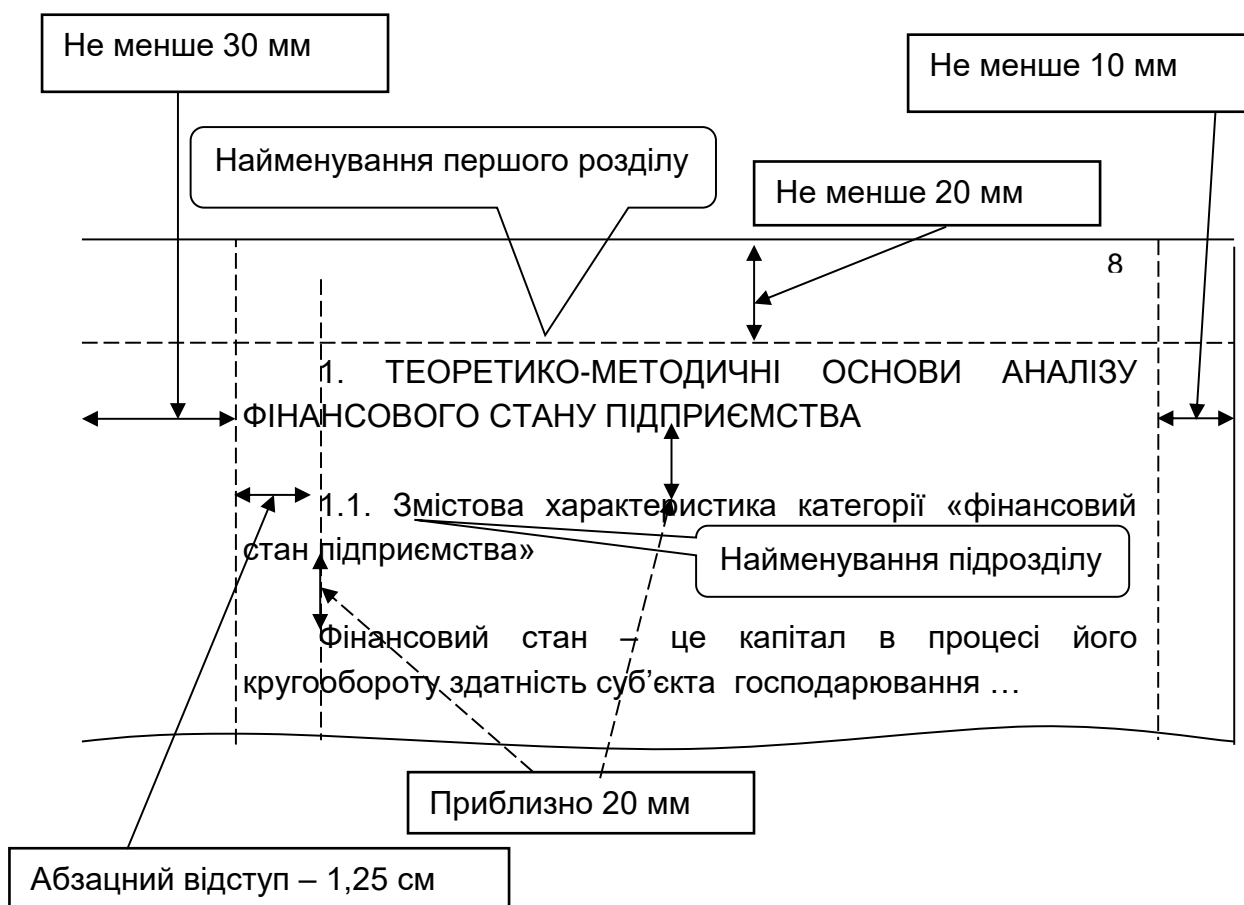 Не менше 30 мм
Не менше 10 мм
Найменування першого розділу
Не менше 20 мм
8
1. ТЕОРЕТИКО-МЕТОДИЧНІ ОСНОВИ АНАЛІЗУ
ФІНАНСОВОГО СТАНУ ПІДПРИЄМСТВА
1.1. Змістова характеристика категорії «фінансовий
стан підприємства»
Найменування підрозділу
Фінансовий стан – це капітал в процесі його
кругообороту здатність суб’єкта господарювання …
Приблизно 20 мм
Абзацний відступ – 1,25 см